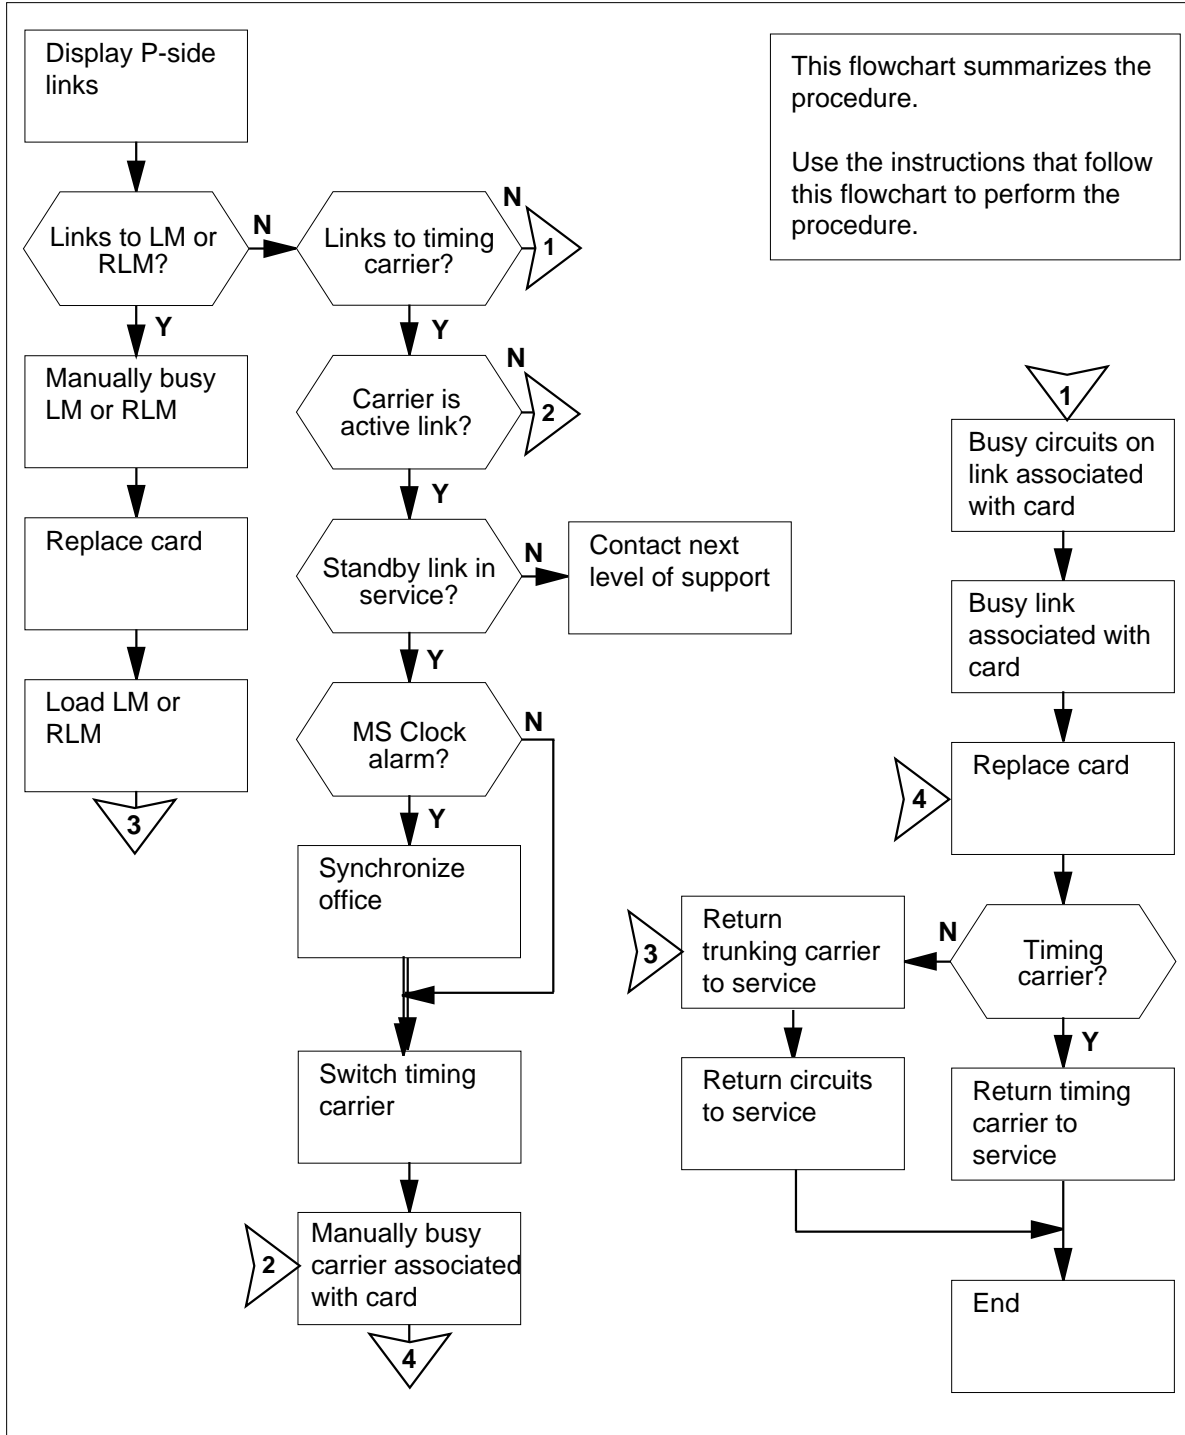 Display P-side
links
This flowchart summarizes the
procedure.
Use the instructions that follow
this flowchart to perform the
procedure.
Links to LM or
RLM?
N
Links to timing
carrier?
N
1
Y
Y
Manually busy
LM or RLM
Carrier is
active link?
N
2
Y
Replace card
Standby link in
service?
N
Contact next
level of support
Y
Load LM or
RLM
3
MS Clock
alarm?
N
Y
Synchronize
office
Switch timing
carrier
2
Manually busy
carrier associated
with card
4
1
Busy circuits on
link associated
with card
Busy link
associated with
card
4
Replace card
Timing
carrier?
N
Y
3
Return
trunking carrier
to service
Return circuits
to service
Return timing
carrier to
service
End